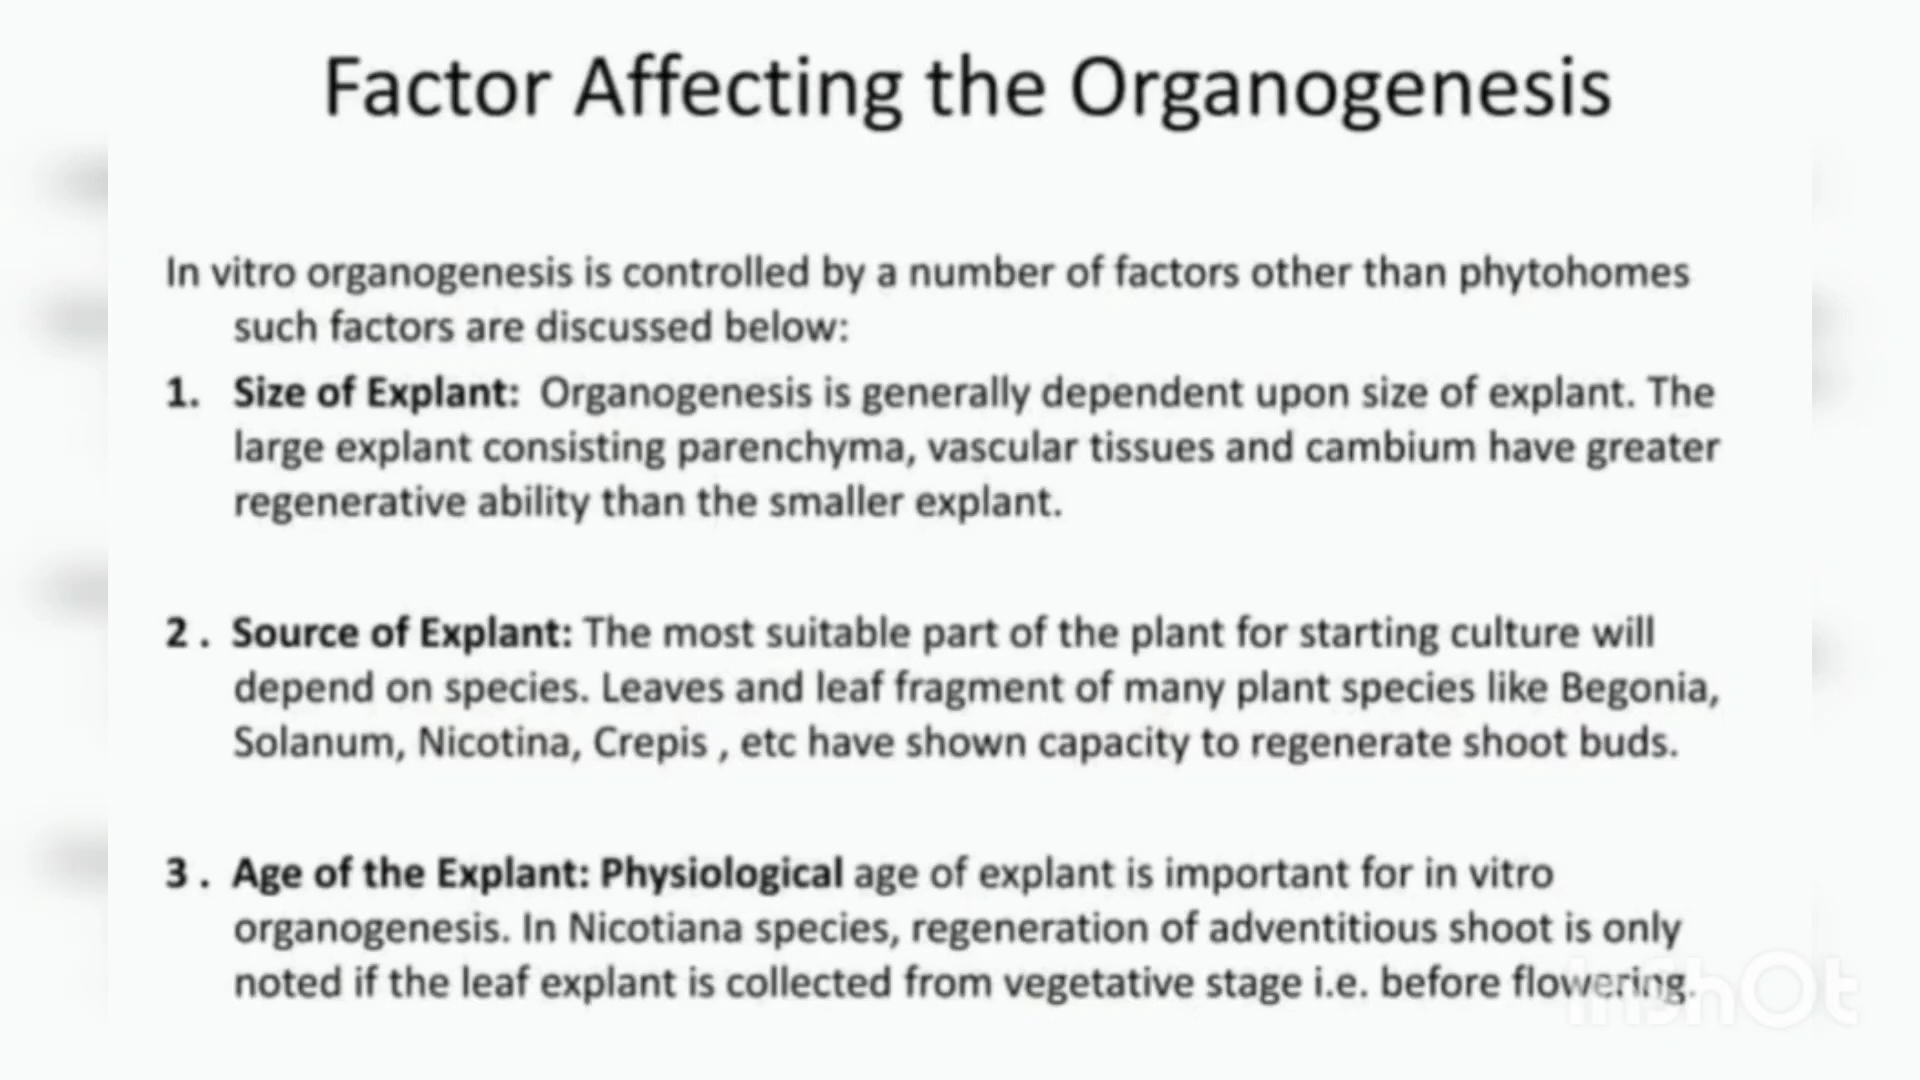 Factor Affecting the Organogenesis
In vitro organogenesis is controlled by a number of factors other than phytohomes
such factors are discussed below:
1. Size of Explant: Organogenesis is generally dependent upon size of explant. The
large explant consisting parenchyma, vascular tissues and cambium have greater
regenerative ability than the smaller explant.
2 . Source of Explant: The most suitable part of the plant for starting culture will
depend on species. Leaves and leaf fragment of many plant species like Begonia,
Solanum, Nicotina, Crepis , etc have shown capacity to regenerate shoot buds.
3 . Age of the Explant: Physiological age of explant is important for in vitro
organogenesis. In Nicotiana species, regeneration of adventitious shoot is only
noted if the leaf explant is collected from vegetative stage i.e. before flowering.
InShOt